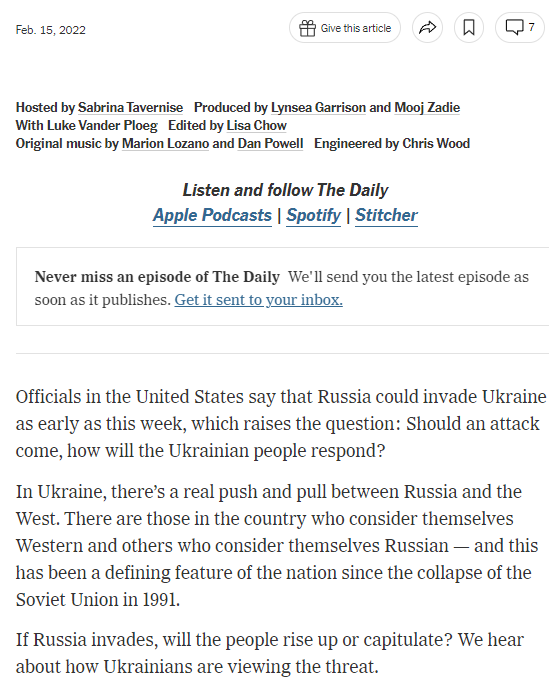 Feb. 15, 2022
Give this article
7
Hosted by Sabrina Tavernise Produced by Lynsea Garrison and Mooj Zadie
With Luke Vander Ploeg Edited by Lisa Chow
Original music by Marion Lozano and Dan Powell Engineered by Chris Wood
Listen and follow The Daily
Apple Podcasts | Spotify | Stitcher
Never miss an episode of The Daily We'll send you the latest episode as
soon as it publishes. Get it sent to your inbox.
Officials in the United States say that Russia could invade Ukraine
as early as this week, which raises the question: Should an attack
come, how will the Ukrainian people respond?
In Ukraine, there’s a real push and pull between Russia and the
West. There are those in the country who consider themselves
Western and others who consider themselves Russian — and this
has been a defining feature of the nation since the collapse of the
Soviet Union in 1991.
If Russia invades, will the people rise up or capitulate? We hear
about how Ukrainians are viewing the threat.